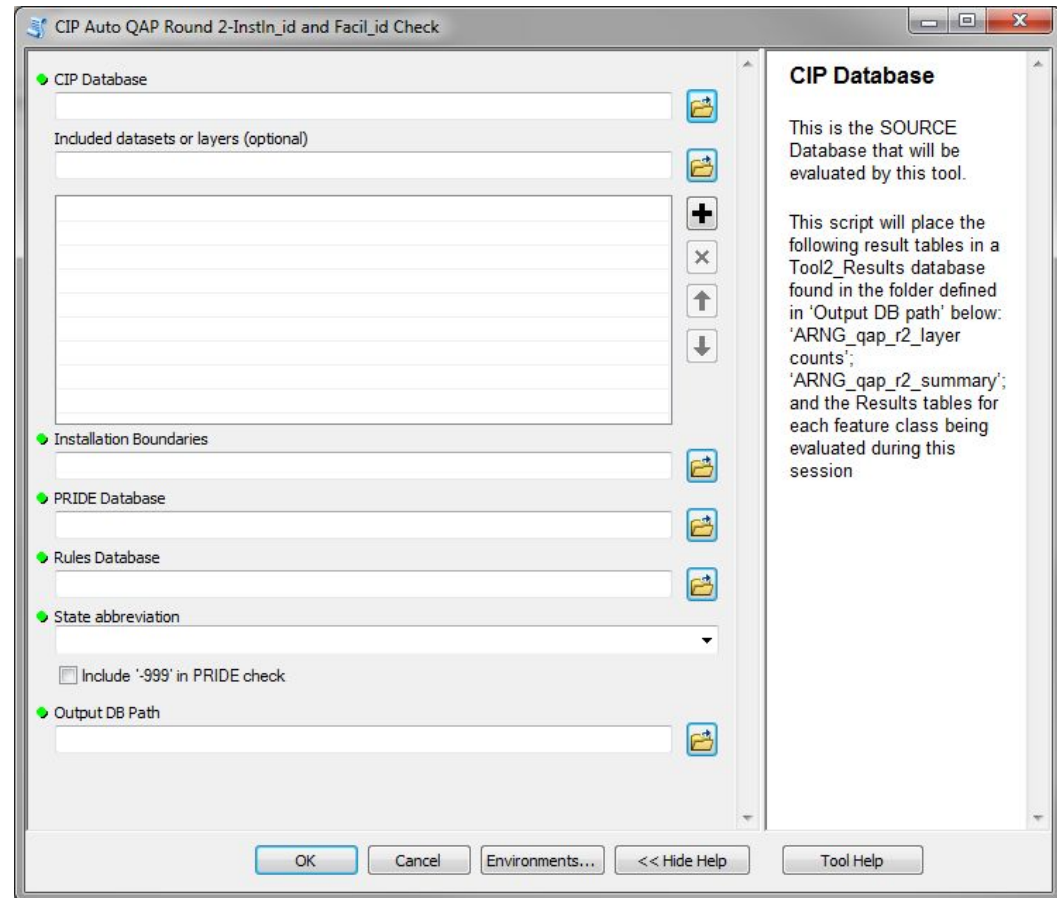 CIP Auto QAP Round 2-Instln_id and Facil_id Check
CIP Database
Included datasets or layers (optional)
Installation Boundaries
PRIDE Database
Rules Database
State abbreviation
Include '-999' in PRIDE check
Output DB Path
CIP Database
This is the SOURCE
Database that will be
evaluated by this tool.
This script will place the
following result tables in a
Tool2_Results database
found in the folder defined
in ‘Output DB path’ below:
‘ARNG_qap_r2_layer
counts’;
‘ARNG_qap_r2_summary’;
and the Results tables for
each feature class being
evaluated during this
session
OK
Cancel
Environments...
<< Hide Help
Tool Help